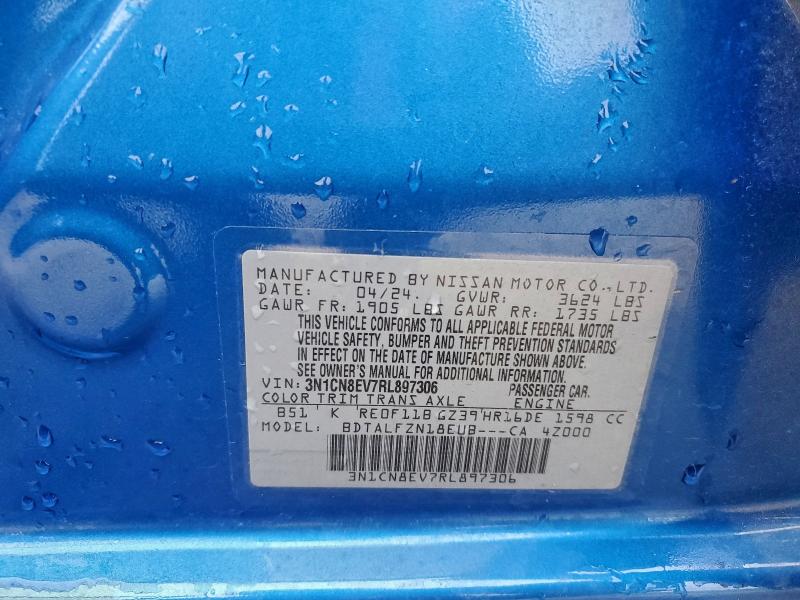 MANUFACTURED BY NISSAN MOTOR CO.,LTD.
DATE: 04/24. GVWR: 3624 LBS
GAWR FR: 1905 LBS GAWR RR: 1735 LBS
THIS VEHICLE CONFORMS TO ALL APPLICABLE FEDERAL MOTOR
VEHICLE SAFETY, BUMPER AND THEFT PREVENTION STANDARDS
IN EFFECT ON THE DATE OF MANUFACTURE SHOWN ABOVE.
SEE OWNER'S MANUAL FOR ADDITIONAL INFORMATION.
VIN: 3N1CN8EV7RL897306 PASSENGER CAR.
COLOR TRIM TRANS AXLE ENGINE
B51 K RE0F11B GZ39 HR16DE 1598 CC
MODEL: BDTALFZN18EUB---CA 4Z000
3N1CN8EV7RL897306